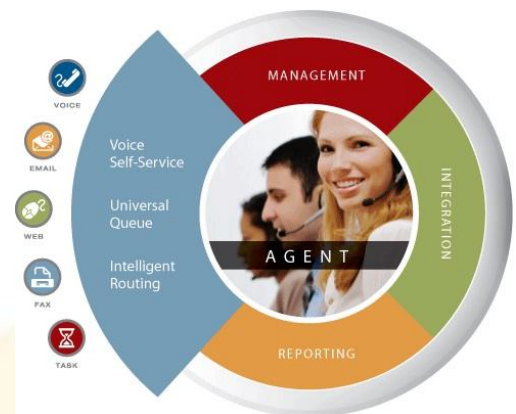 VOICE
EMAIL
WEB
FAX
TASK
Voice
Self-Service
Universal
Queue
Intelligent
Routing
MANAGEMENT
INTEGRATION
AGENT
REPORTING